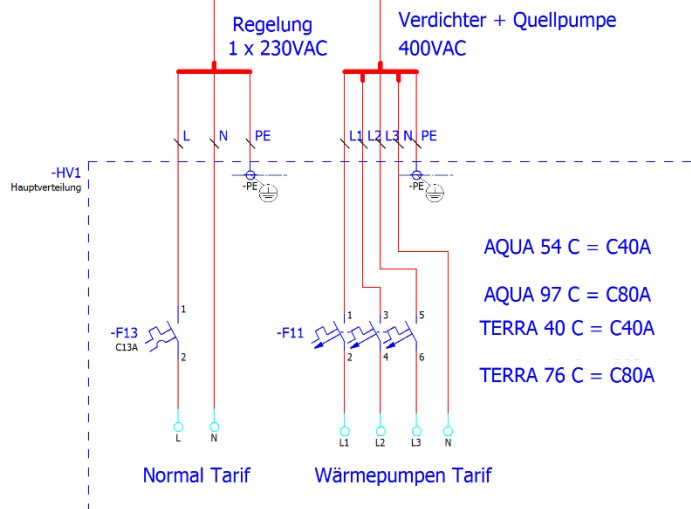 Regelung
1 x 230VAC
Verdichter + Quellpumpe
400VAC
L
N
PE
L1
L2
L3
N
PE
-HV1
Hauptverteilung
-PE
-PE
AQUA 54 C = C40A
AQUA 97 C = C80A
TERRA 40 C = C40A
TERRA 76 C = C80A
1
-F13
C13A
2
1
3
5
-F11
2
4
6
L
N
L1
L2
L3
N
Normal Tarif
Wärmepumpen Tarif